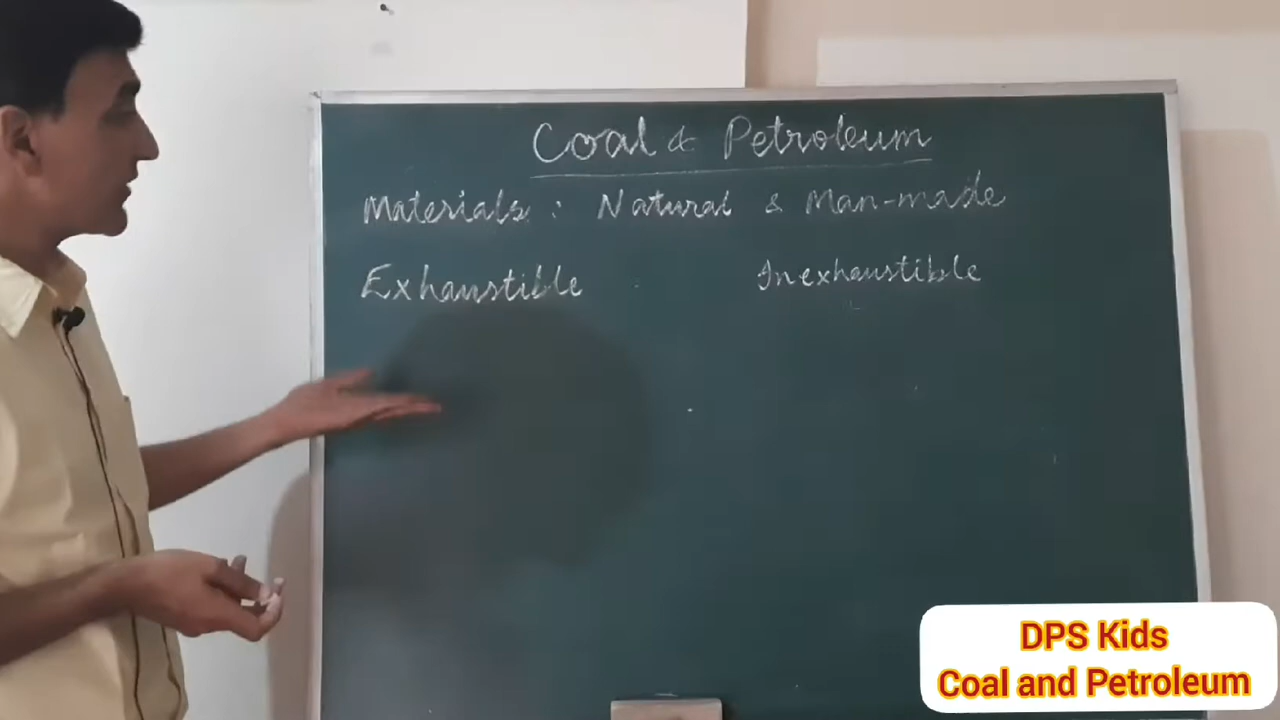 Coal & Petroleum
Materials : Natural & Man-made
Exhaustible
Inexhaustible
DPS Kids
Coal and Petroleum